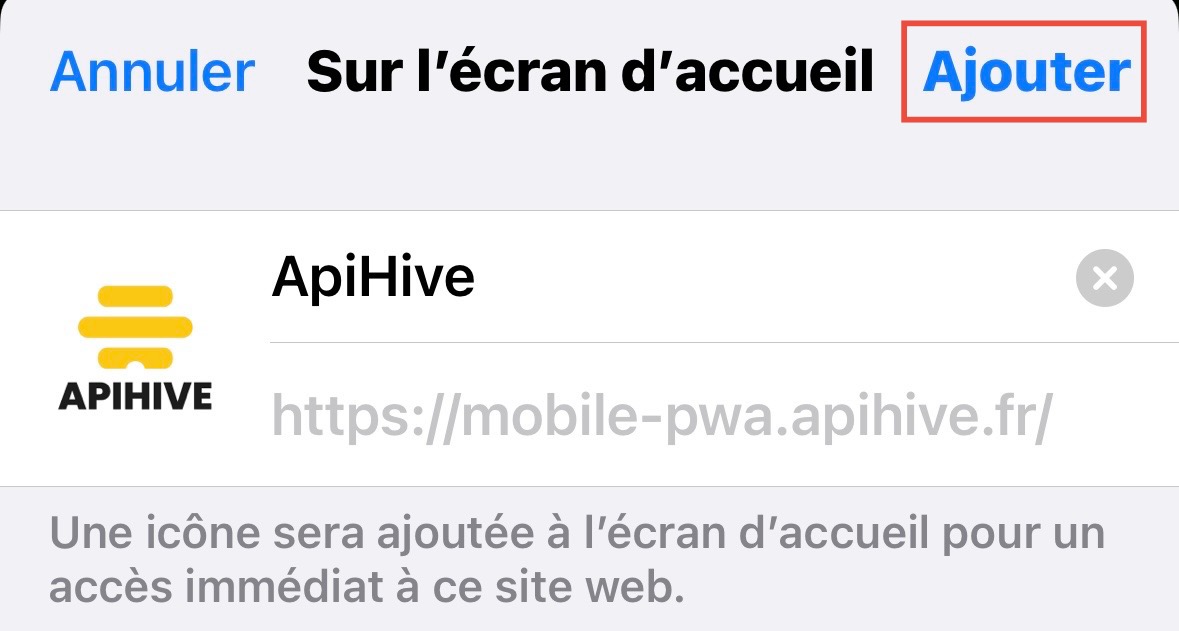 Annuler Sur l’écran d’accueil Ajouter
ApiHive
APIHIVE
https://mobile-pwa.apihive.fr/
Une icône sera ajoutée à l’écran d’accueil pour un
accès immédiat à ce site web.